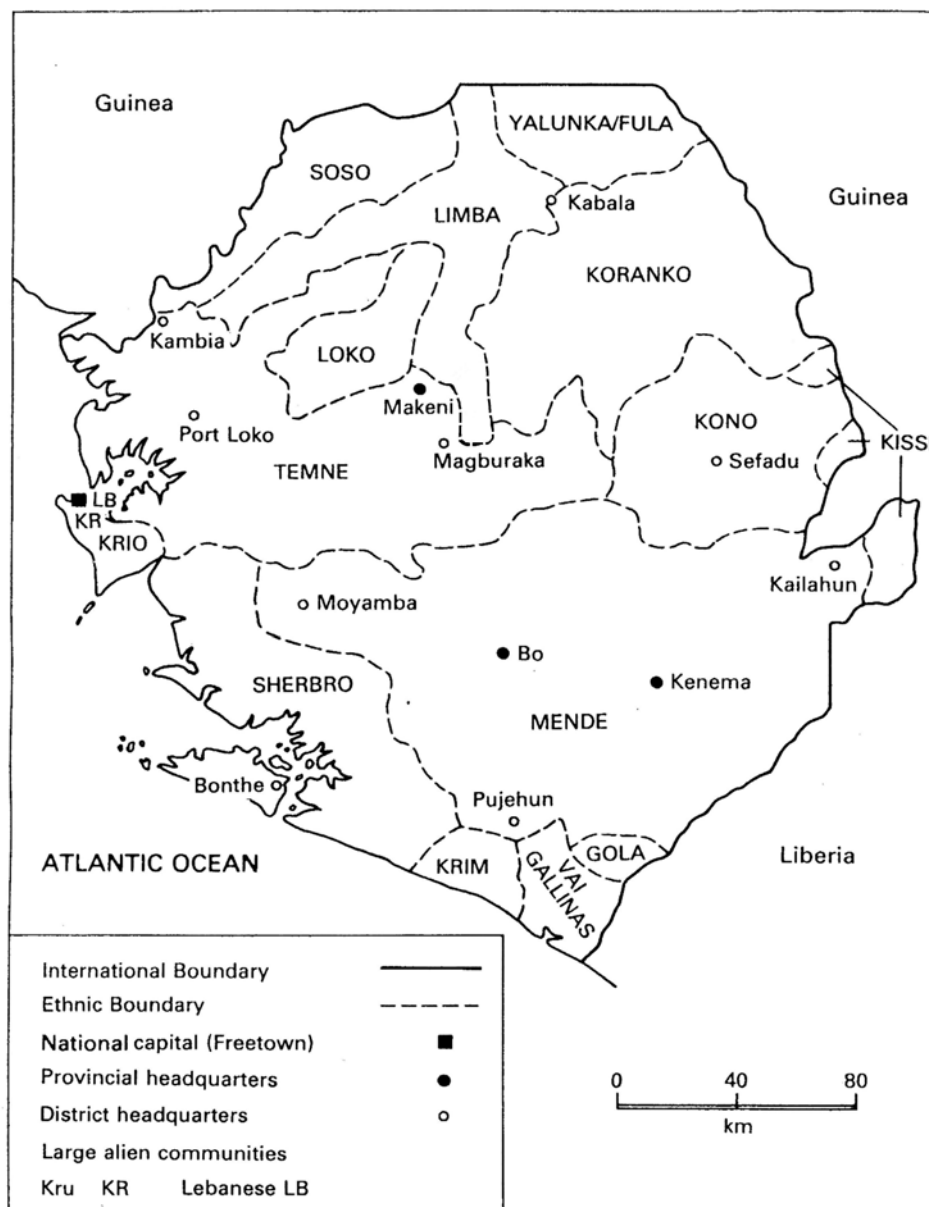 Guinea
YALUNKA/FULA
SOSO
Guinea
Kabala
LIMBA
KORANKO
Kambia
LOKO
Makeni
KONO
Port Loko
Magburaka
KISSI
Sefadu
TEMNE
LB
KR
KRIO
Kailahun
Moyamba
Bo
SHERBRO
Kenema
MENDE
Bonthe
Pujehun
ATLANTIC OCEAN
KRIM
VAI
GALLINAS
GOLA
Liberia
International Boundary
Ethnic Boundary
National capital (Freetown)
Provincial headquarters
District headquarters
Large alien communities
Kru KR Lebanese LB
0 40 80
km